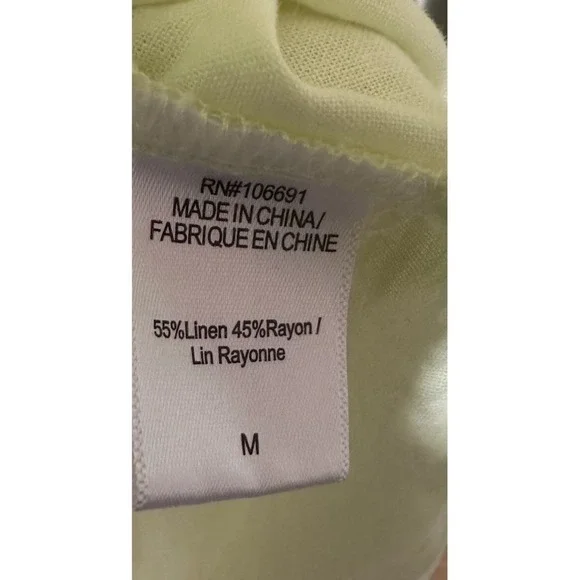 RN#106691
MADE IN CHINA/
FABRIQUE EN CHINE
55%Linen 45%Rayon /
Lin Rayonne
M